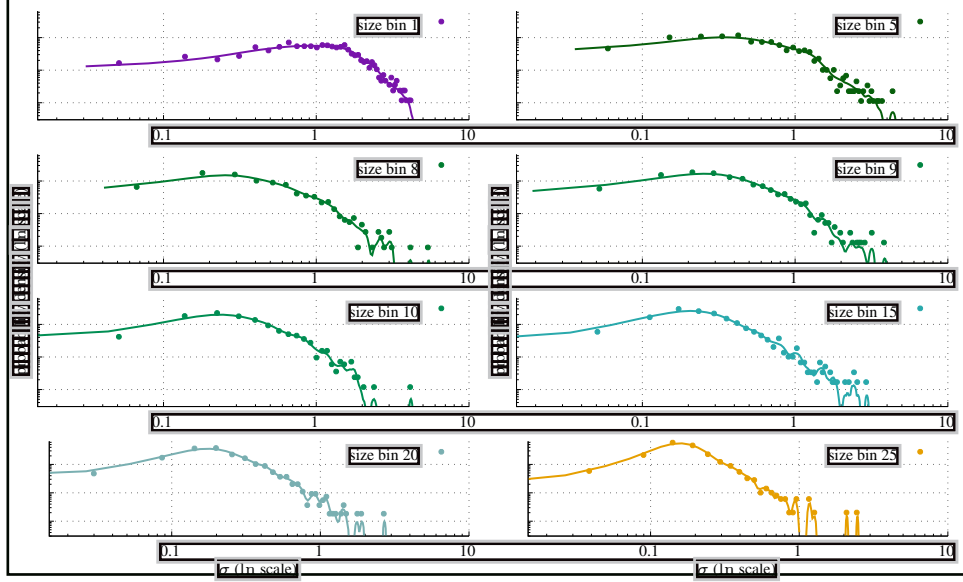 size bin 1
size bin 5
0.1 1 10
0.1 1 10
size bin 8
size bin 9
0.1 1 10
0.1 1 10
size bin 10
size bin 15
0.1 1 10
0.1 1 10
size bin 20
size bin 25
0.1 1 10
0.1 1
σ (ln scale)
σ (ln scale)